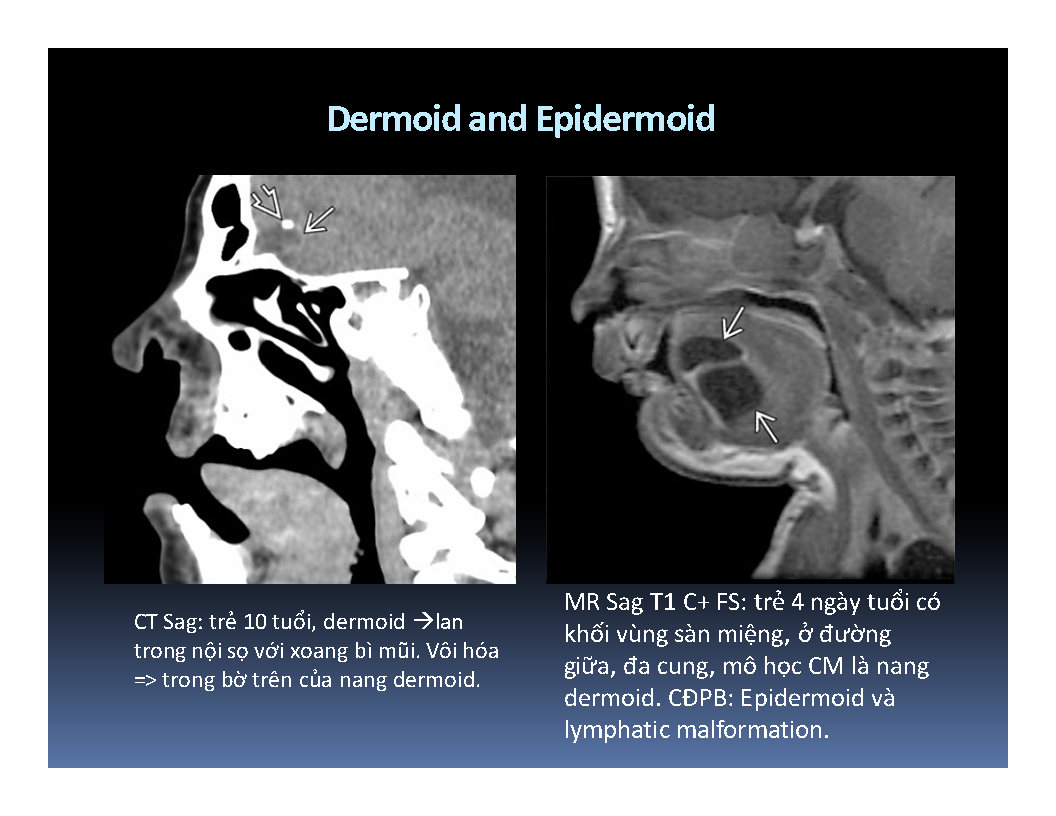 Dermoid and Epidermoid
CT Sag: trẻ 10 tuổi, dermoid →lan
trong nội sọ với xoang bì mũi. Vôi hóa
=> trong bờ trên của nang dermoid.
MR Sag T1 C+ FS: trẻ 4 ngày tuổi có
khối vùng sàn miệng, ở đường
giữa, đa cung, mô học CM là nang
dermoid. CĐPB: Epidermoid và
lymphatic malformation.